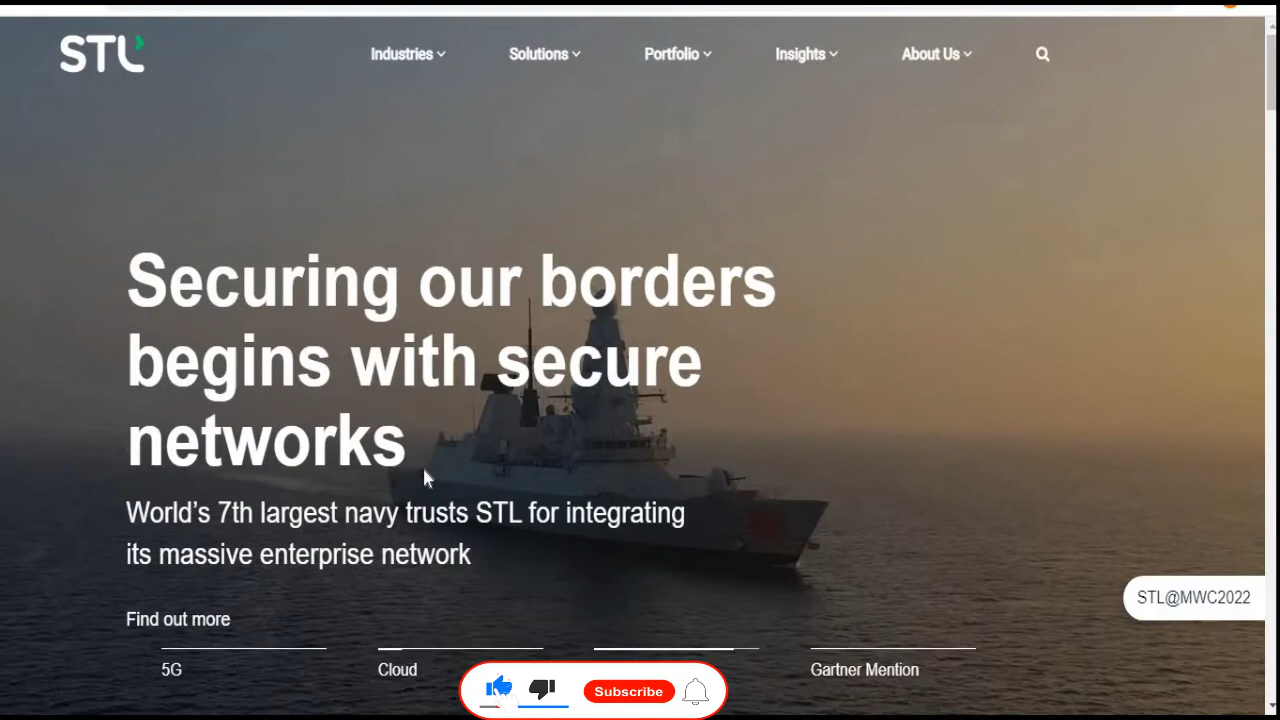 STL
Industries
Solutions
Portfolio
Insights
About Us
Securing our borders
begins with secure
networks
World's 7th largest navy trusts STL for integrating
its massive enterprise network
Find out more
STL@MWC2022
5G
Cloud
Gartner Mention
Subscribe